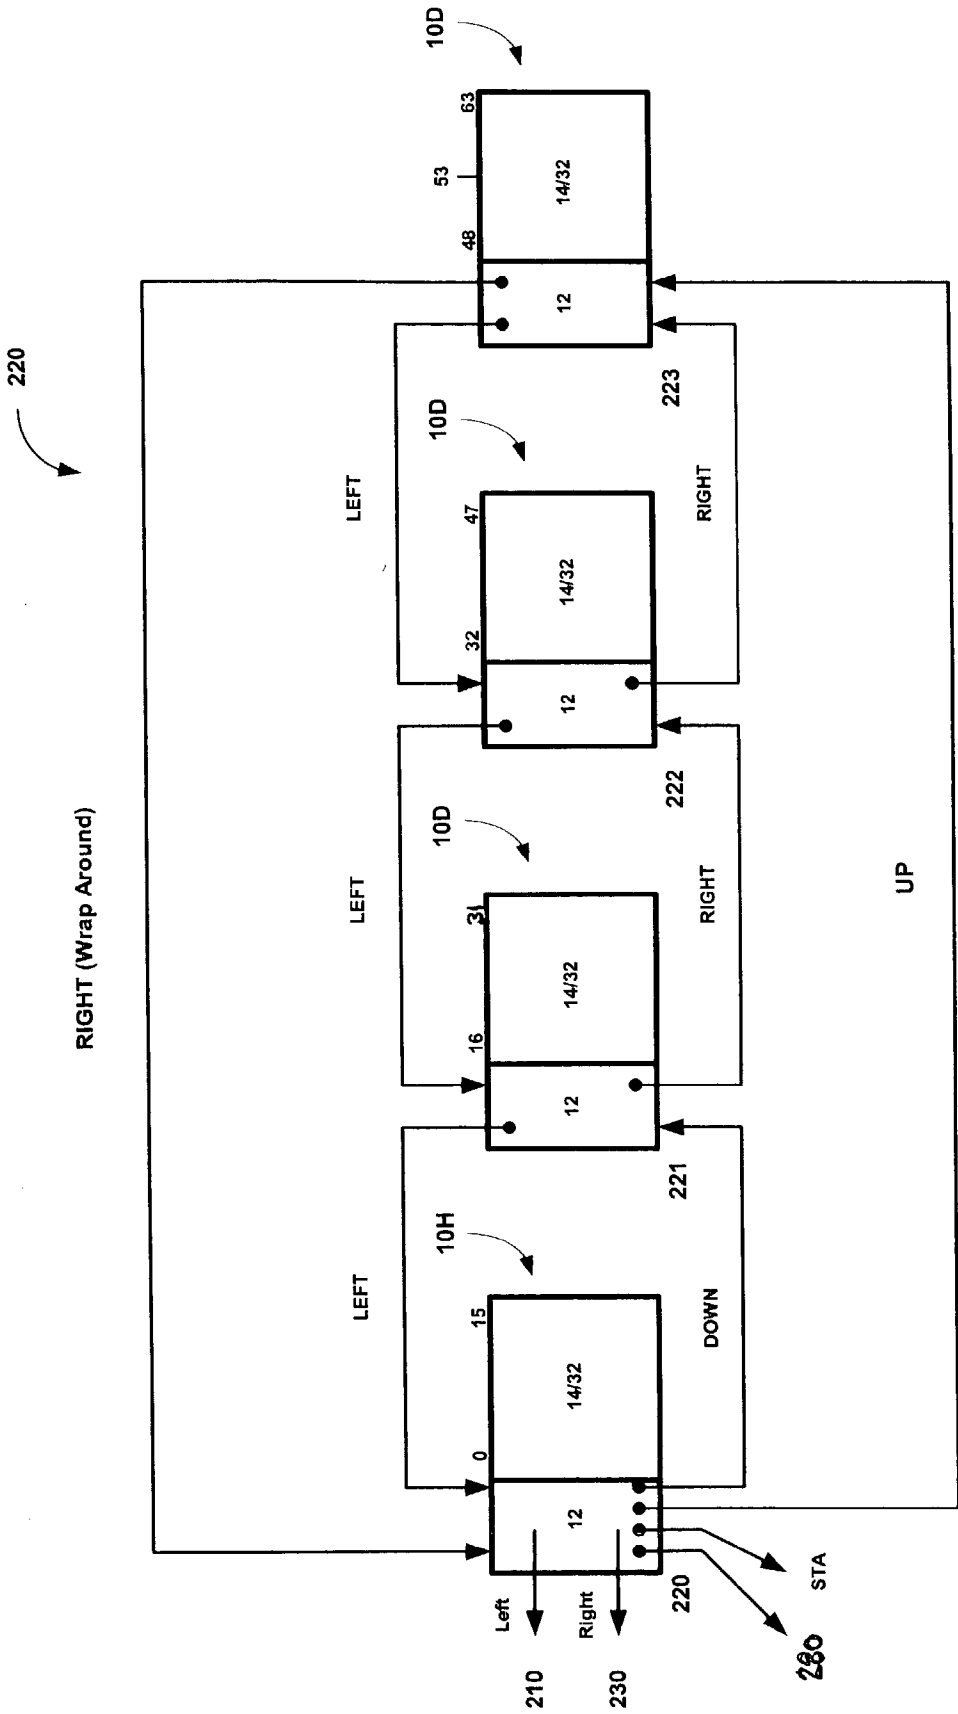 220
RIGHT (Wrap Around)
LEFT
LEFT
LEFT
10H
10D
10D
10D
0 15
16 31
32 47
48 53 63
12 14/32
12 14/32
12 14/32
12 14/32
Left
210
Right
230
220
221
222
223
DOWN
RIGHT
RIGHT
STA
UP